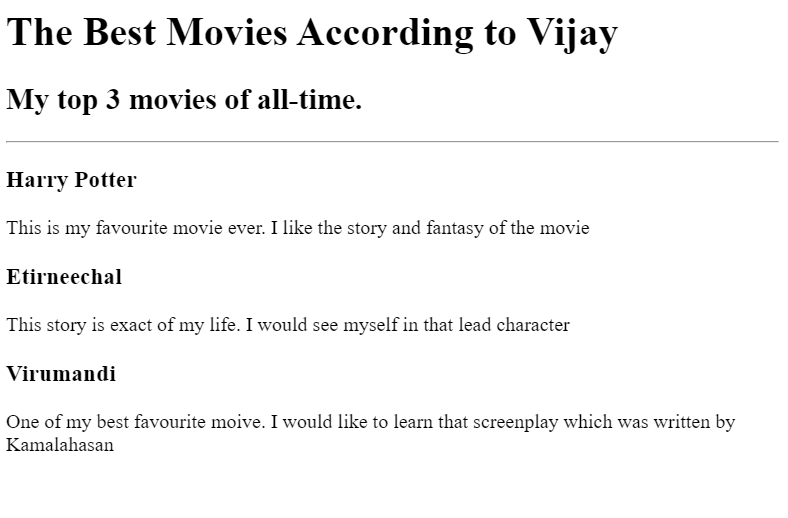 The Best Movies According to Vijay
My top 3 movies of all-time.
Harry Potter
This is my favourite movie ever. I like the story and fantasy of the movie
Etirneechal
This story is exact of my life. I would see myself in that lead character
Virumandi
One of my best favourite moive. I would like to learn that screenplay which was written by
Kamalahasan